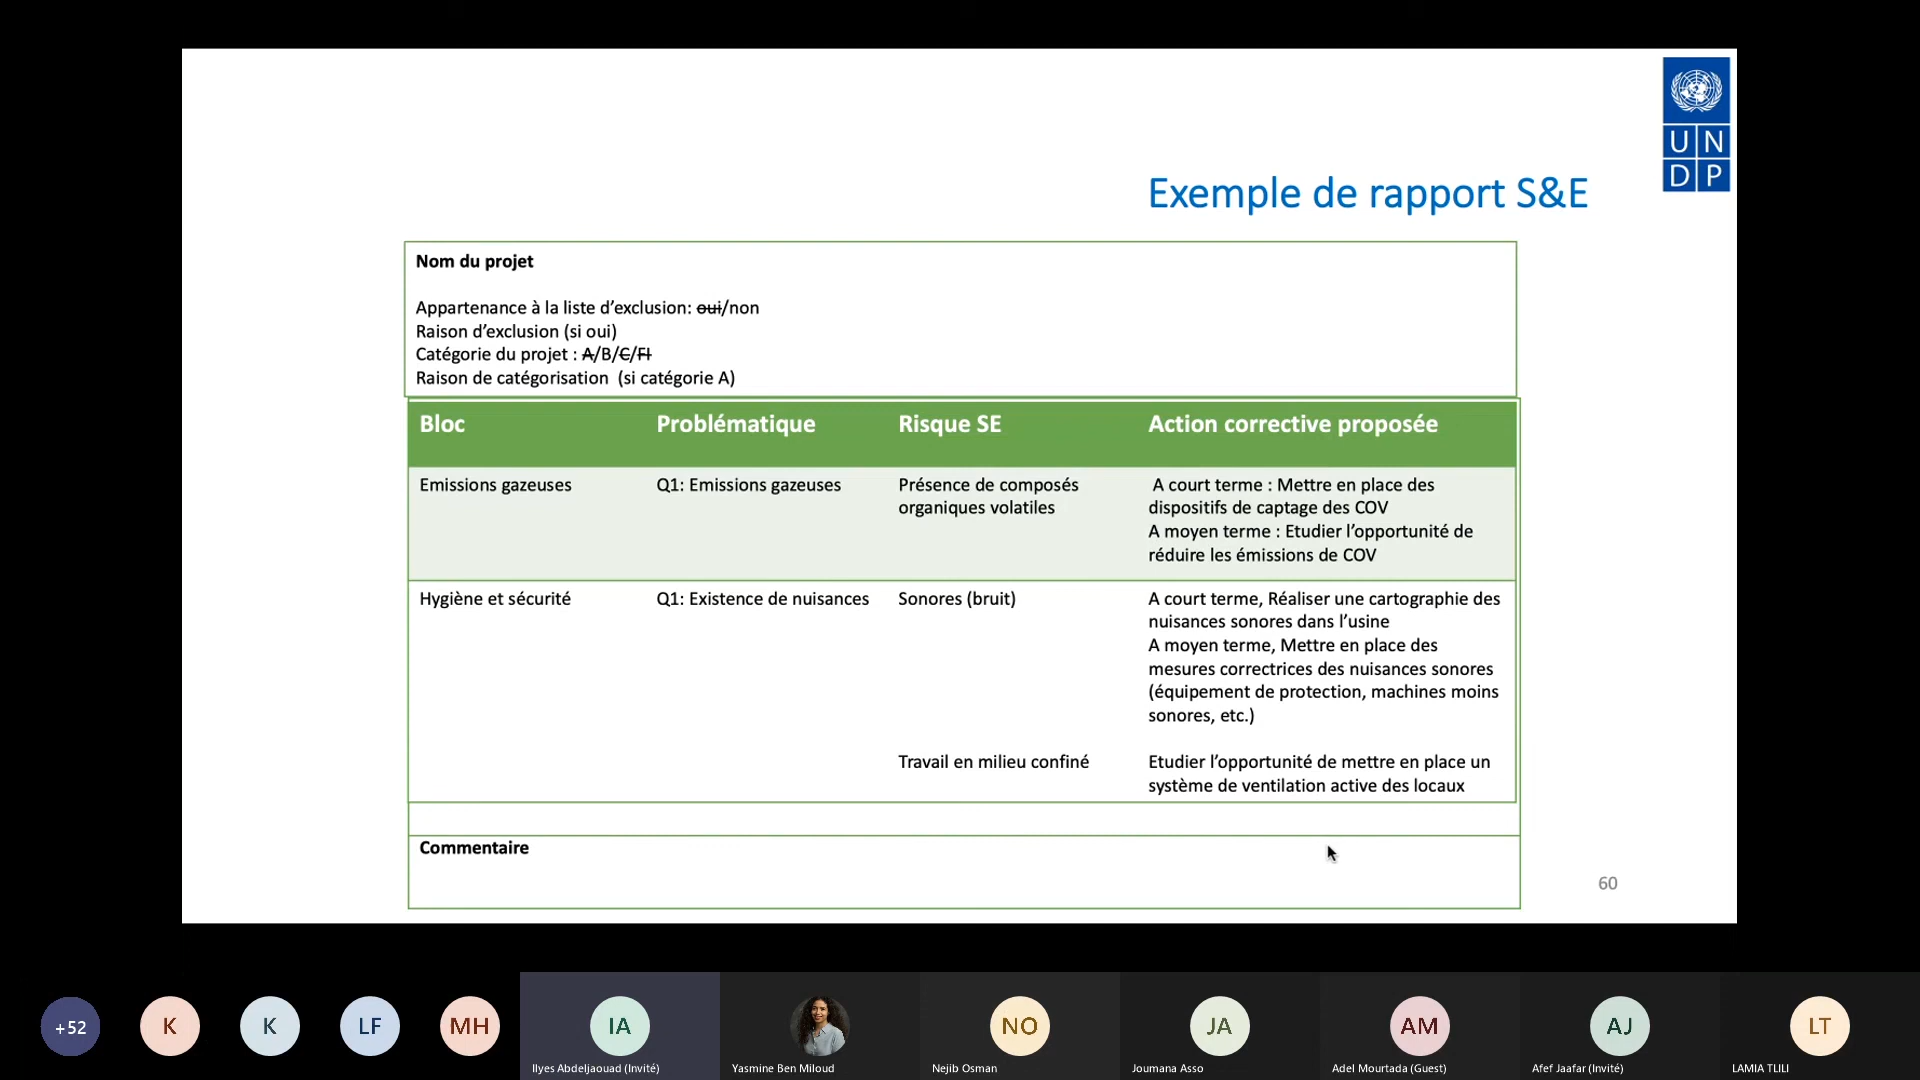 UN
DP
Exemple de rapport S&E
Nom du projet
Appartenance à la liste d’exclusion: oui/non
Raison d’exclusion (si oui)
Catégorie du projet : A/B/C/FI
Raison de catégorisation  (si catégorie A)
Bloc
Problématique
Risque SE
Action corrective proposée
Emissions gazeuses
Q1: Emissions gazeuses
Présence de composés
organiques volatiles
A court terme : Mettre en place des
dispositifs de captage des COV
A moyen terme : Etudier l’opportunité de
réduire les émissions de COV
Hygiène et sécurité
Q1: Existence de nuisances
Sonores (bruit)
A court terme, Réaliser une cartographie des
nuisances sonores dans l’usine
A moyen terme, Mettre en place des
mesures correctrices des nuisances sonores
(équipement de protection, machines moins
sonores, etc.)
Travail en milieu confiné
Etudier l’opportunité de mettre en place un
système de ventilation active des locaux
Commentaire
60
+52
K
K
LF
MH
IA
Ilyes Abdeljaouad (Invité)
Yasmine Ben Miloud
NO
Nejib Osman
JA
Joumana Asso
AM
Adel Mourtada (Guest)
AJ
Afef Jaafar (Invité)
LT
LAMIA TLILI